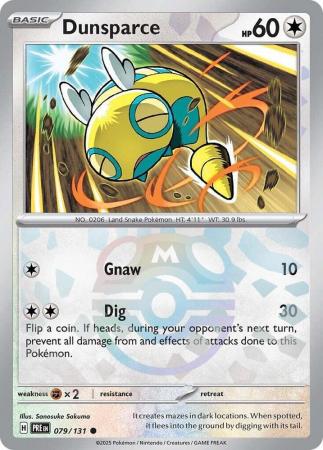 BASIC
Dunsparce
HP 60
NO. 0206 Land Snake Pokémon HT: 4'11" WT: 30.9 lbs.
Gnaw 10
M
Dig 30
Flip a coin. If heads, during your opponent's next turn,
prevent all damage from and effects of attacks done to this
Pokémon.
weakness ×2 resistance retreat
Illus. Sanosuke Sakuma
H PRE EN 079/131
It creates mazes in dark locations. When spotted, it flees
into the ground by digging with its tail.
©2025 Pokémon / Nintendo / Creatures / GAME FREAK